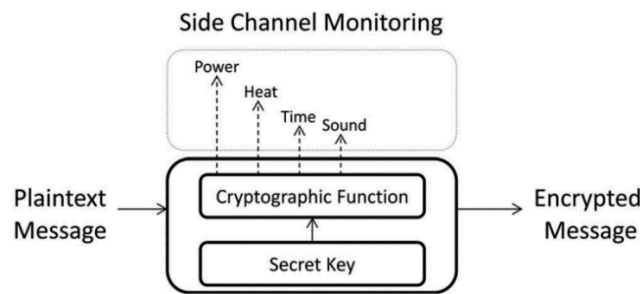 Side Channel Monitoring
Power
Heat
Time
Sound
Plaintext
Message
Cryptographic Function
Secret Key
Encrypted
Message